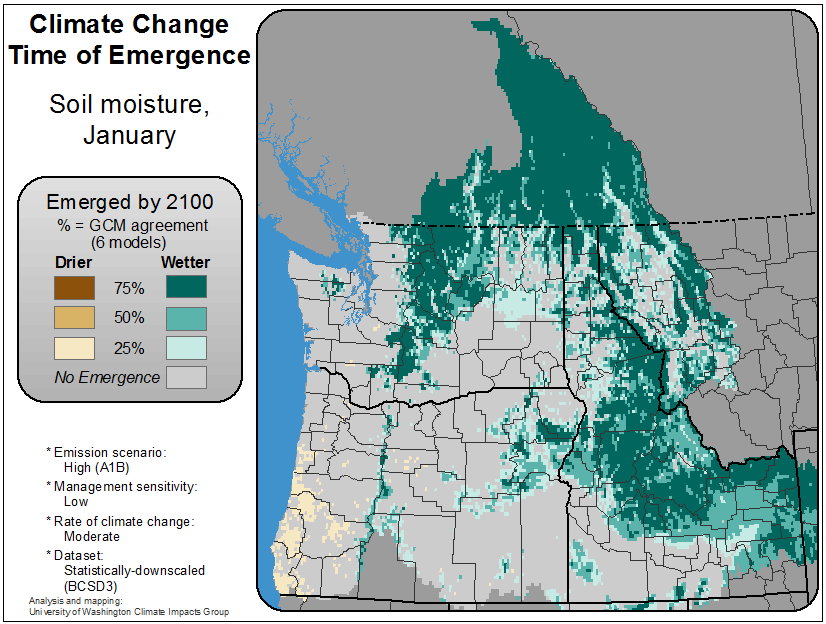 Climate Change
Time of Emergence
Soil moisture,
January
Emerged by 2100
% = GCM agreement
(6 models)
Drier Wetter
75%
50%
25%
No Emergence
* Emission scenario:
High (A1B)
* Management sensitivity:
Low
* Rate of climate change:
Moderate
* Dataset:
Statistically-downscaled
(BCSD3)
Analysis and mapping:
University of Washington Climate Impacts Group